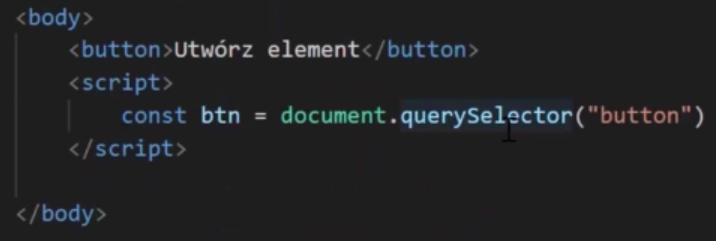 <body>
<button>Utwórz element</button>
<script>
const btn = document.querySelector("button")
</script>
</body>